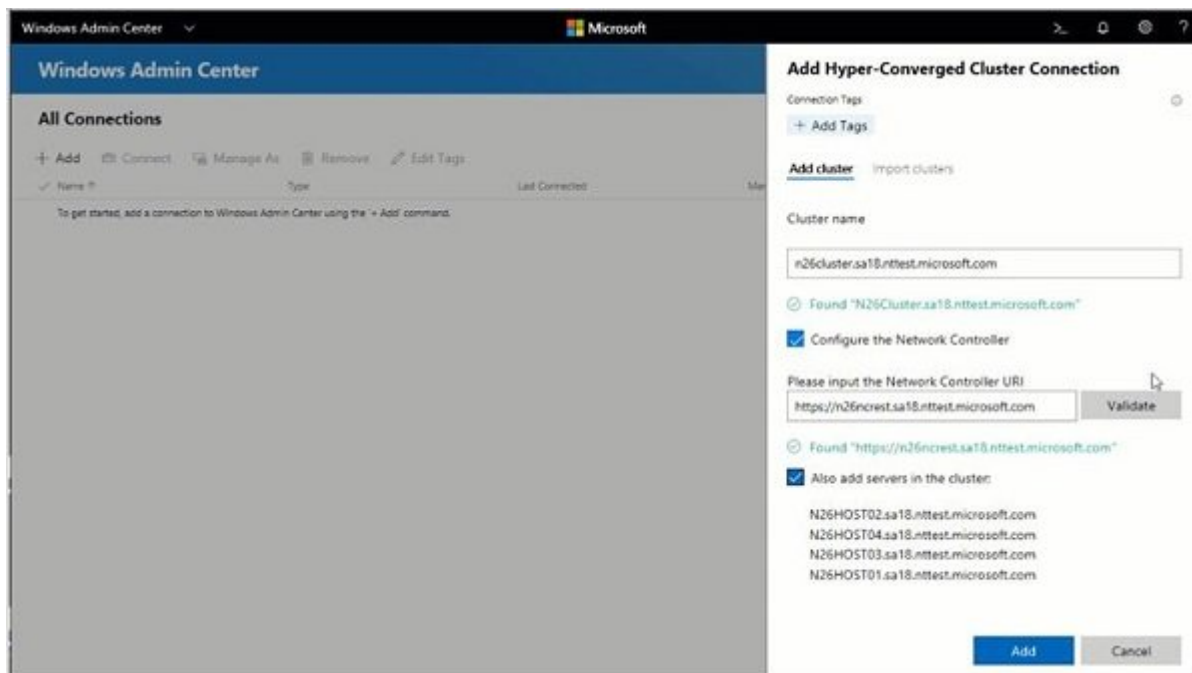 Windows Admin Center
Microsoft
?
Windows Admin Center
All Connections
+ Add Connect Manage As Remove Edit Tags
Name ↑ Type Last Connected
To get started, add a connection to Windows Admin Center using the '+ Add' command.
Add Hyper-Converged Cluster Connection
Connection Tags
+ Add Tags
Add cluster Import clusters
Cluster name
n26cluster.sa18.nttest.microsoft.com
Found "N26Cluster.sa18.nttest.microsoft.com"
Configure the Network Controller
Please input the Network Controller URI
https://n26ncrest.sa18.nttest.microsoft.com Validate
Found "https://n26ncrest.sa18.nttest.microsoft.com"
Also add servers in the cluster:
N26HOST02.sa18.nttest.microsoft.com
N26HOST04.sa18.nttest.microsoft.com
N26HOST03.sa18.nttest.microsoft.com
N26HOST01.sa18.nttest.microsoft.com
Add Cancel